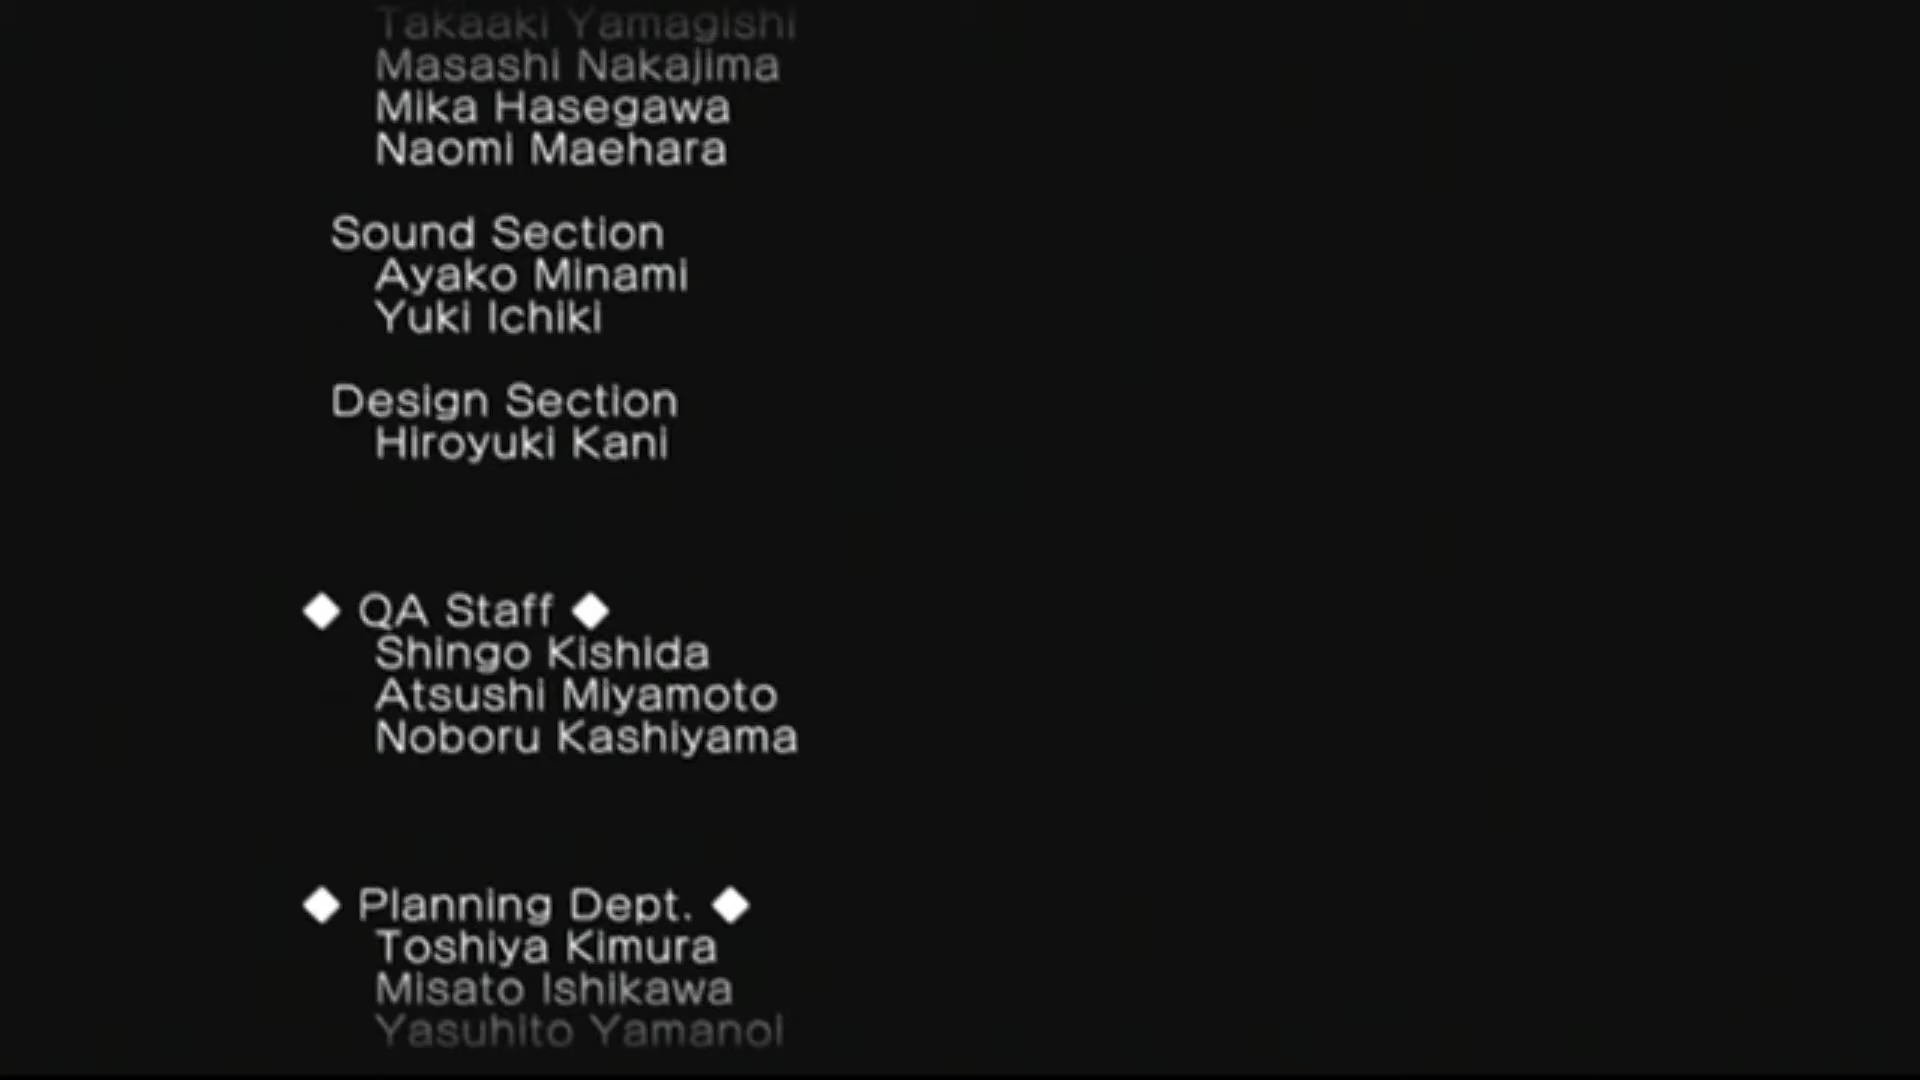 Takaaki Yamagishi
Masashi Nakajima
Mika Hasegawa
Naomi Maehara
Sound Section
Ayako Minami
Yuki Ichiki
Design Section
Hiroyuki Kani
◆ QA Staff ◆
Shingo Kishida
Atsushi Miyamoto
Noboru Kashiyama
◆ Planning Dept. ◆
Toshiya Kimura
Misato Ishikawa
Yasuhito Yamanoi